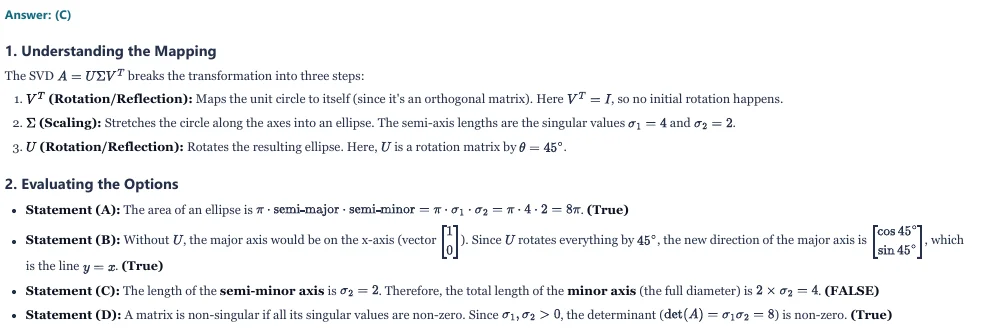 Answer: (C)
1. Understanding the Mapping
The SVD A = UΣV^T breaks the transformation into three steps:
1. V^T (Rotation/Reflection): Maps the unit circle to itself (since it's an orthogonal matrix). Here V^T = I, so no initial rotation happens.
2. Σ (Scaling): Stretches the circle along the axes into an ellipse. The semi-axis lengths are the singular values σ₁ = 4 and σ₂ = 2.
3. U (Rotation/Reflection): Rotates the resulting ellipse. Here, U is a rotation matrix by θ = 45°.
2. Evaluating the Options
• Statement (A): The area of an ellipse is π · semi-major · semi-minor = π · σ₁ · σ₂ = π · 4 · 2 = 8π. (True)
• Statement (B): Without U, the major axis would be on the x-axis (vector [1 0]). Since U rotates everything by 45°, the new direction of the major axis is [cos 45° sin 45°], which
is the line y = x. (True)
• Statement (C): The length of the semi-minor axis is σ₂ = 2. Therefore, the total length of the minor axis (the full diameter) is 2 × σ₂ = 4. (FALSE)
• Statement (D): A matrix is non-singular if all its singular values are non-zero. Since σ₁, σ₂ > 0, the determinant (det(A) = σ₁σ₂ = 8) is non-zero. (True)